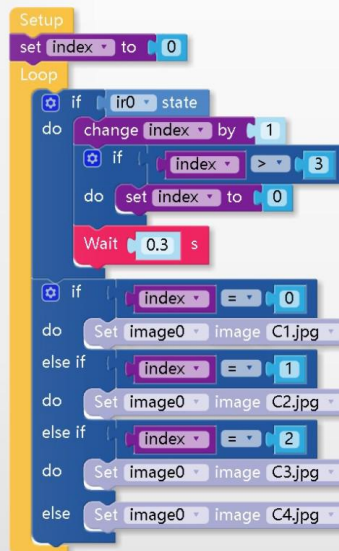 Setup
set index to 0
Loop
if ir0 state
do change index by 1
if index > 3
do set index to 0
Wait 0.3 s
if index = 0
do Set image0 image C1.jpg
else if index = 1
do Set image0 image C2.jpg
else if index = 2
do Set image0 image C3.jpg
else Set image0 image C4.jpg